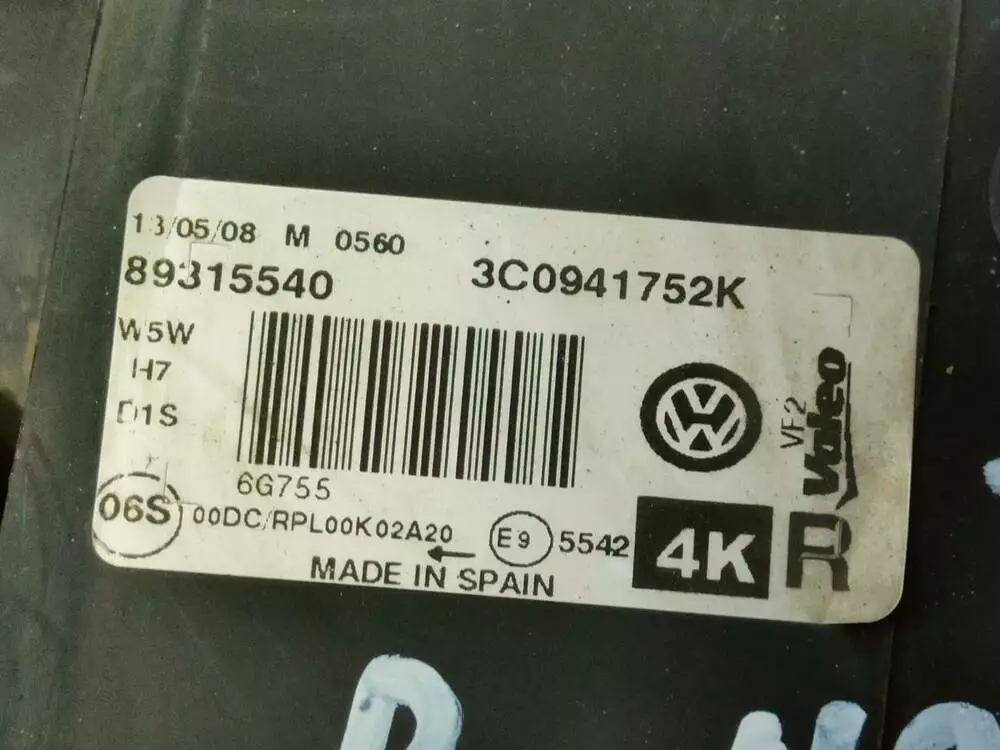 13/05/08 M 0560
89315540 3C0941752K
W5W
H7
D1S
6G755
VF2 Valeo
06S 00DC/RPL00K02A20 E9 5542 4K R
MADE IN SPAIN